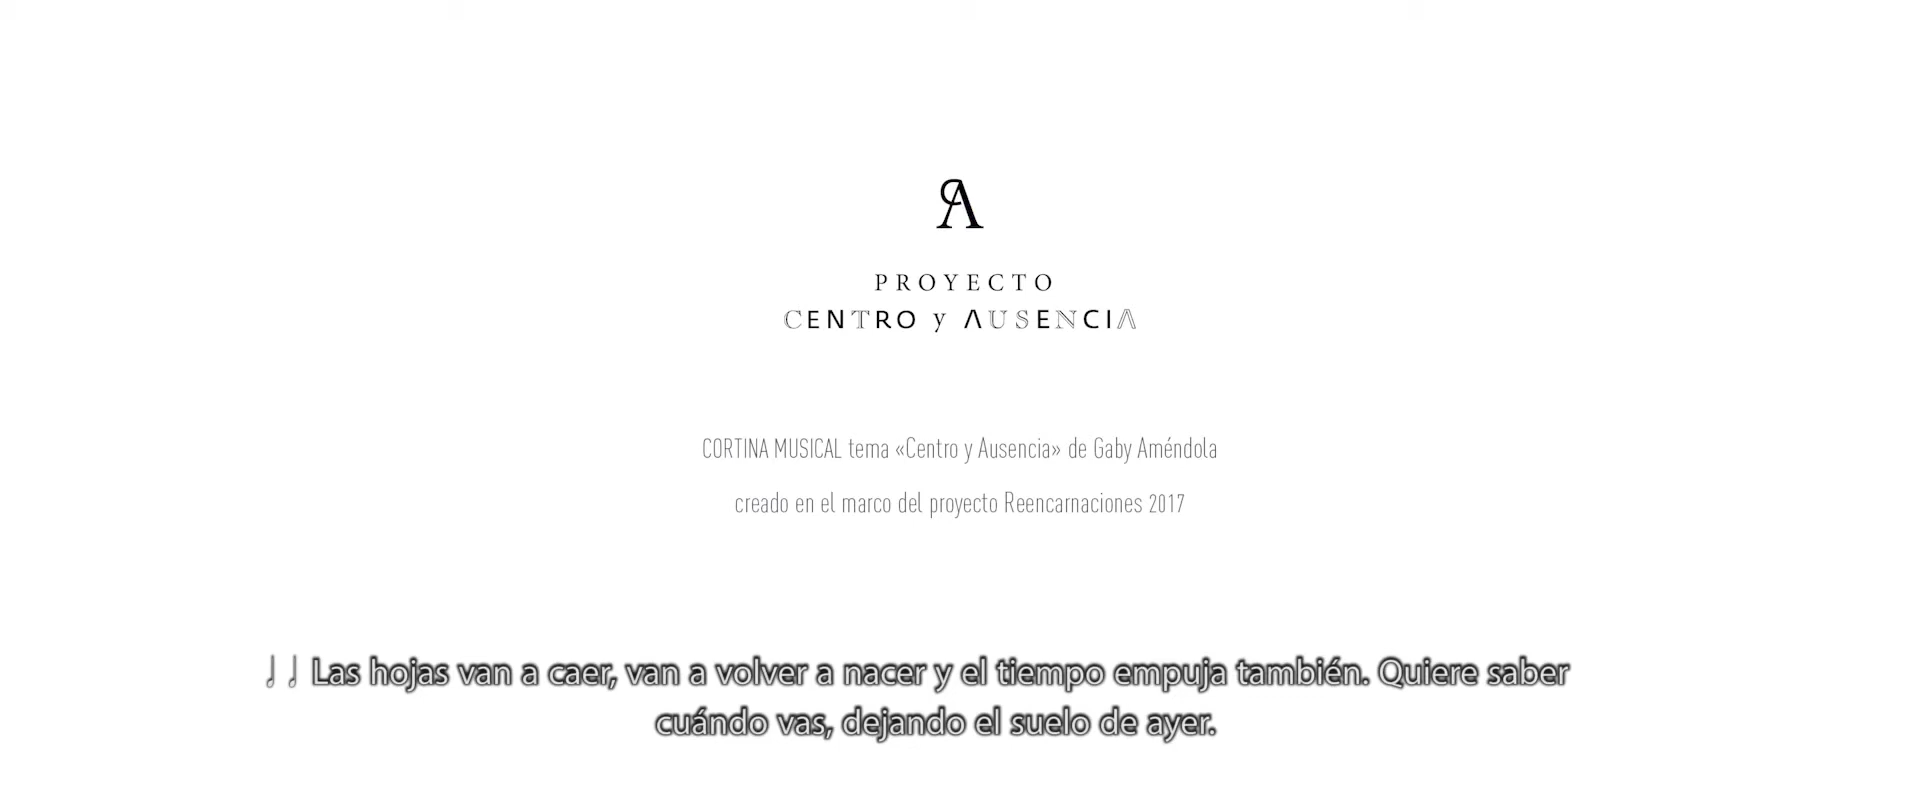 PROYECTO
CENTRO y AUSENCIA
CORTINA MUSICAL tema «Centro y Ausencia» de Gaby Améndola
creado en el marco del proyecto Reencarnaciones 2017
♩ ♩ Las hojas van a caer, van a volver a nacer y el tiempo empuja también. Quiere saber
cuándo vas, dejando el suelo de ayer.